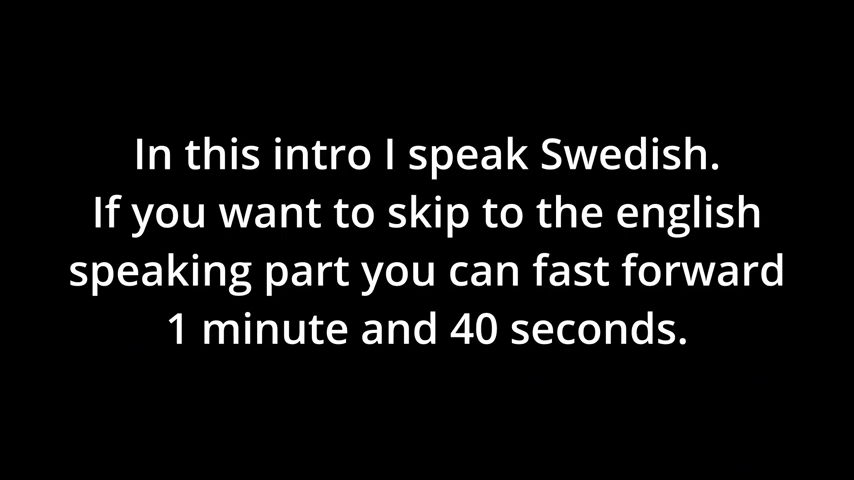 In this intro I speak Swedish.
If you want to skip to the english
speaking part you can fast forward
1 minute and 40 seconds.